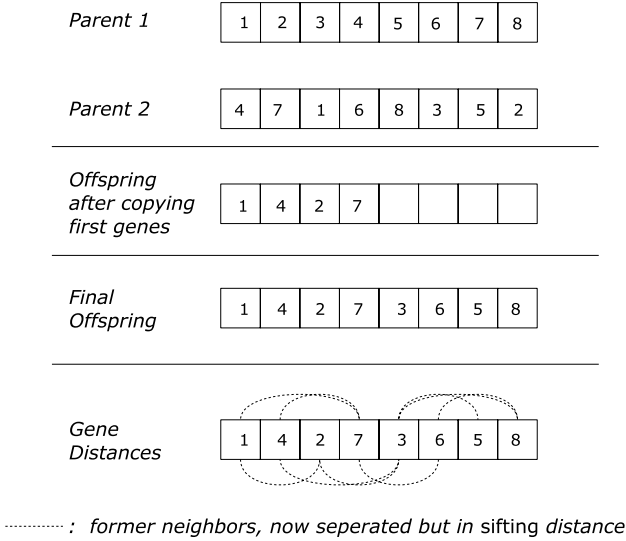 Parent 1 1 2 3 4 5 6 7 8
Parent 2 4 7 1 6 8 3 5 2
Offspring
after copying 1 4 2 7
first genes
Final
Offspring 1 4 2 7 3 6 5 8
Gene
Distances 1 4 2 7 3 6 5 8
: former neighbors, now seperated but in sifting distance